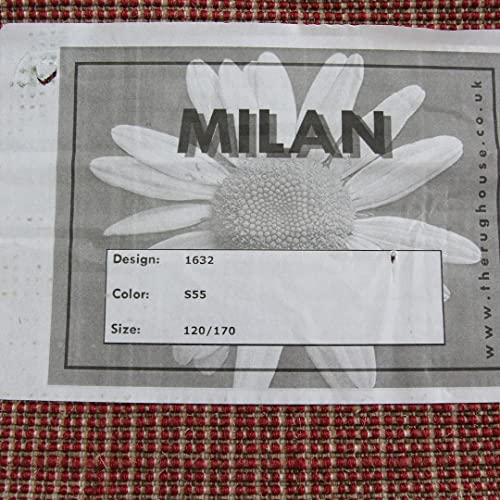 MILAN
Design: 1632
Color: S55
Size: 120/170
www.therughouse.co.uk